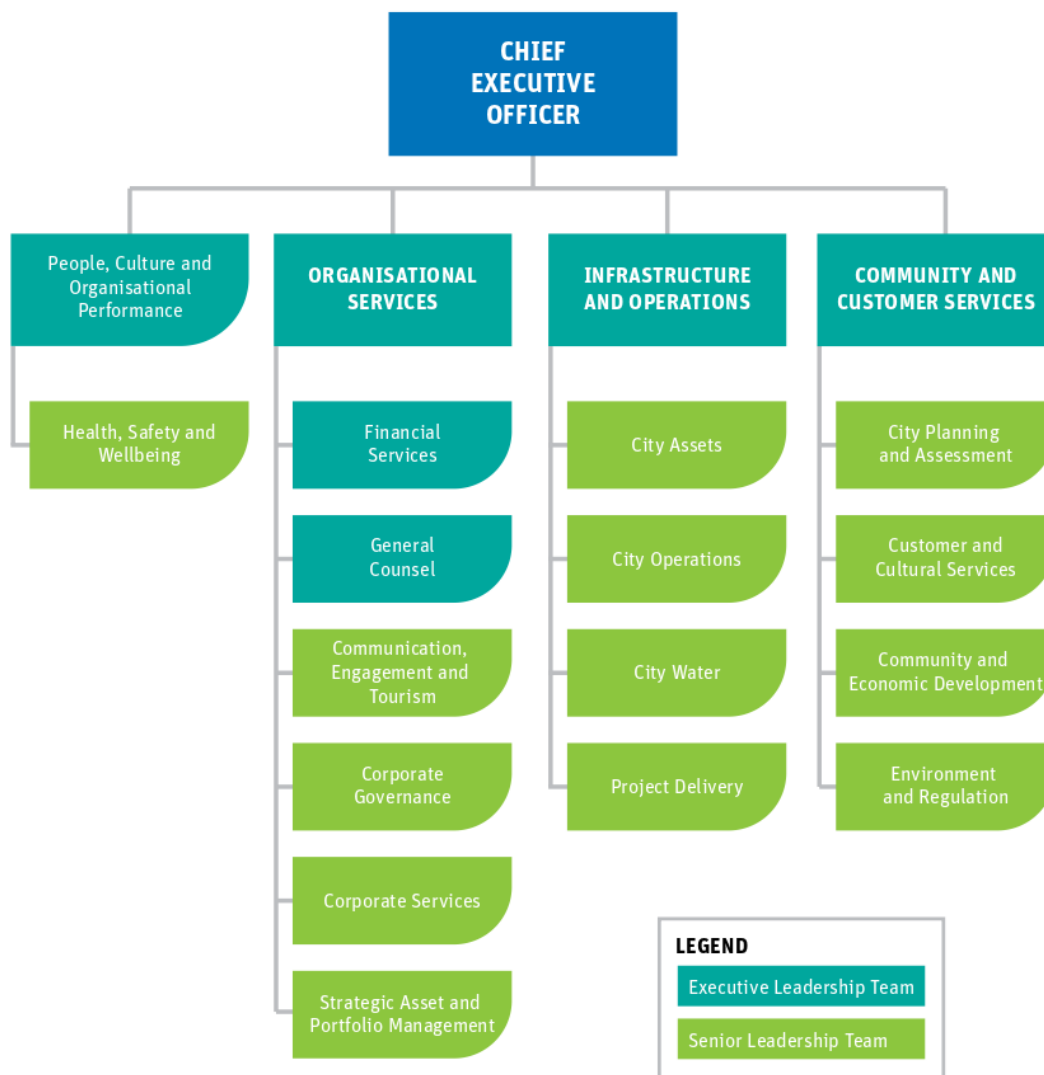 CHIEF
EXECUTIVE
OFFICER
People, Culture and
Organisational
Performance
Health, Safety and
Wellbeing
ORGANISATIONAL
SERVICES
Financial
Services
General
Counsel
Communication,
Engagement and
Tourism
Corporate
Governance
Corporate Services
Strategic Asset and
Portfolio Management
INFRASTRUCTURE
AND OPERATIONS
City Assets
City Operations
City Water
Project Delivery
COMMUNITY AND
CUSTOMER SERVICES
City Planning
and Assessment
Customer and
Cultural Services
Community and
Economic Development
Environment
and Regulation
LEGEND
Executive Leadership Team
Senior Leadership Team